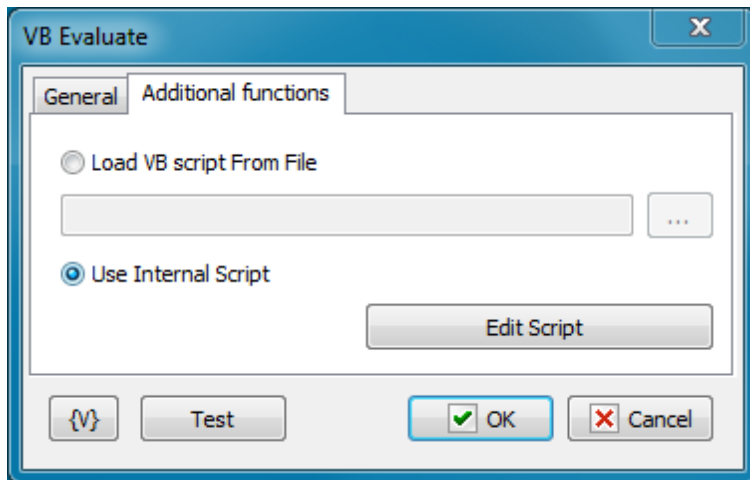 VB Evaluate
General Additional functions
Load VB script From File
...
Use Internal Script
Edit Script
{V} Test OK Cancel